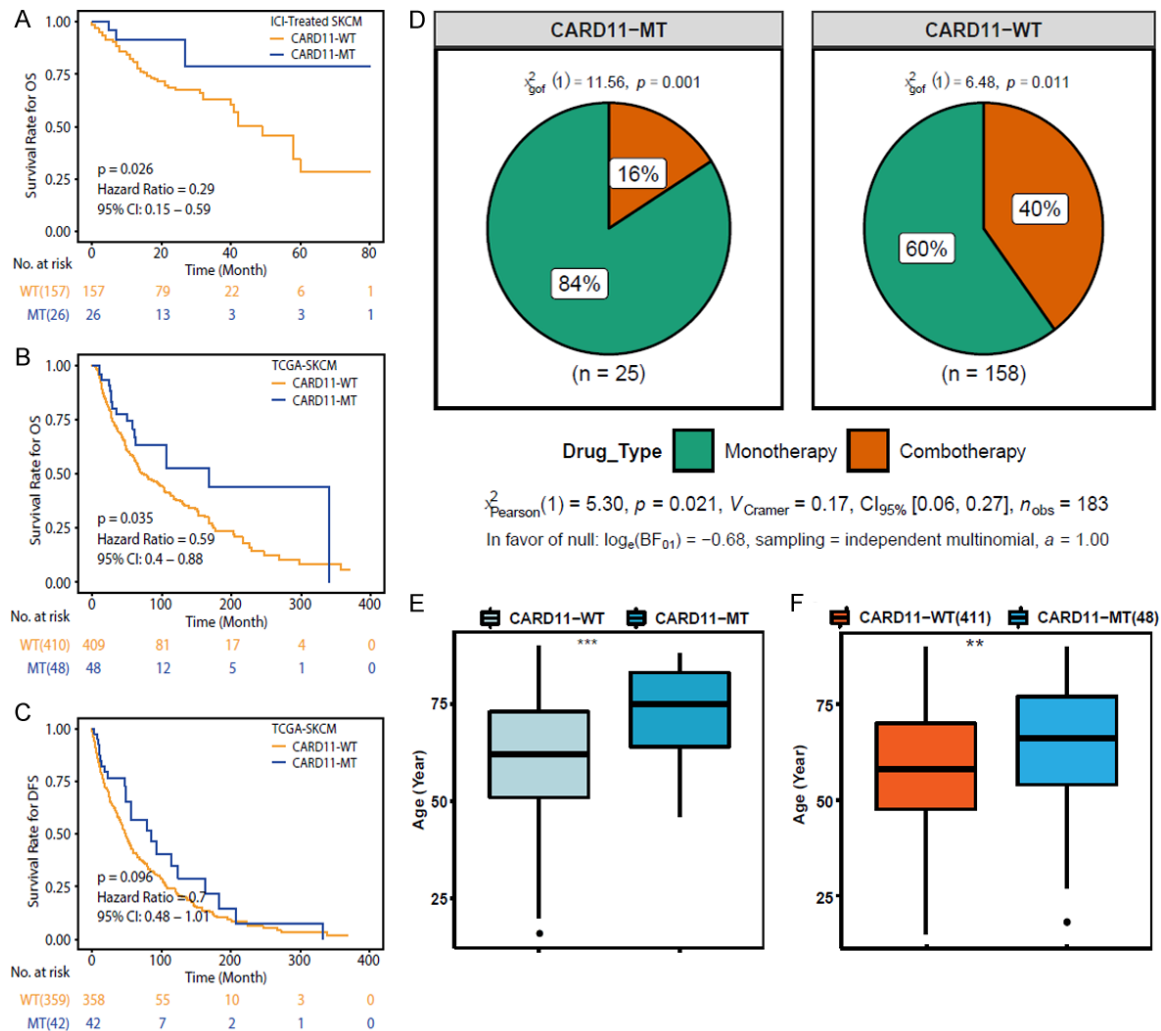 A
ICI-Treated SKCM
CARD11-WT
CARD11-MT
Survival Rate for OS
1.00
0.75
0.50
0.25
0.00
p = 0.026
Hazard Ratio = 0.29
95% CI: 0.15 – 0.59
0 20 40 60 80
No. at risk
Time (Month)
WT(157) 157 79 22 6 1
MT(26) 26 13 3 3 1
B
TCGA-SKCM
CARD11-WT
CARD11-MT
Survival Rate for OS
1.00
0.75
0.50
0.25
0.00
p = 0.035
Hazard Ratio = 0.59
95% CI: 0.4 – 0.88
0 100 200 300 400
Time (Month)
No. at risk
WT(410) 409 81 17 4 0
MT(48) 48 12 5 1 0
C
TCGA-SKCM
CARD11-WT
CARD11-MT
Survival Rate for DFS
1.00
0.75
0.50
0.25
0.00
p = 0.096
Hazard Ratio = 0.7
95% CI: 0.48 – 1.01
0 100 200 300 400
No. at risk
Time (Month)
WT(359) 358 55 10 3 0
MT(42) 42 7 2 1 0
D
CARD11−MT
χ²gof (1) = 11.56, p = 0.001
16%
84%
(n = 25)
CARD11−WT
χ²gof (1) = 6.48, p = 0.011
40%
60%
(n = 158)
Drug_Type Monotherapy Combotherapy
χ²Pearson(1) = 5.30, p = 0.021, VCramer = 0.17, CI95% [0.06, 0.27], nobs = 183
In favor of null: loge(BF01) = −0.68, sampling = independent multinomial, a = 1.00
E
CARD11−WT CARD11−MT
***
Age (Year)
75
50
25
F
CARD11−WT(411) CARD11−MT(48)
**
Age (Year)
75
50
25